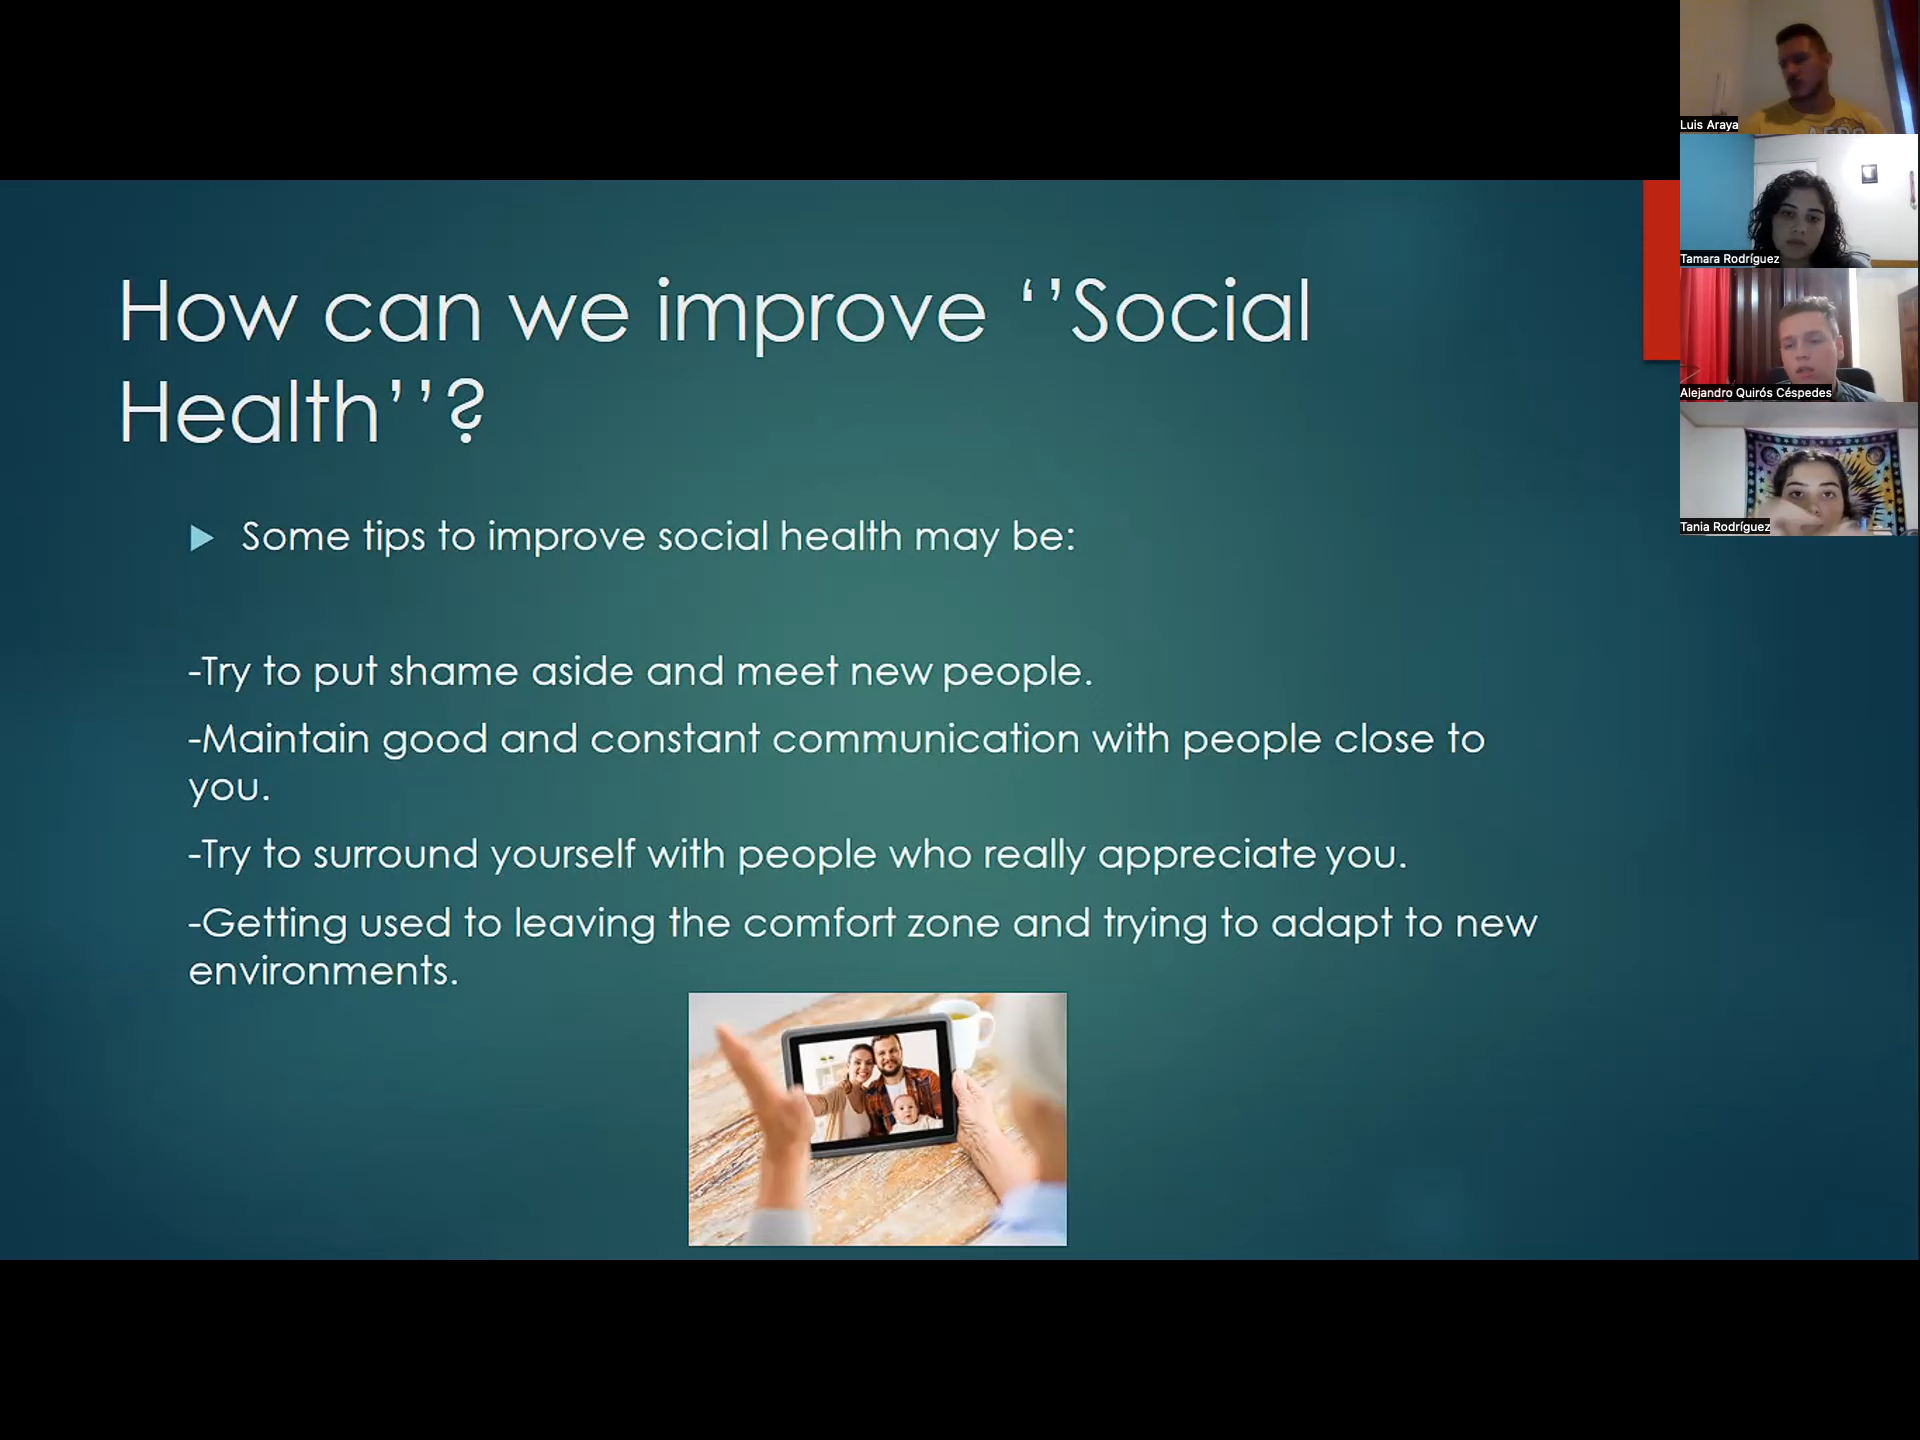 How can we improve ‘’Social
Health’’?
Some tips to improve social health may be:
-Try to put shame aside and meet new people.
-Maintain good and constant communication with people close to
you.
-Try to surround yourself with people who really appreciate you.
-Getting used to leaving the comfort zone and trying to adapt to new
environments.
Luis Araya
Tamara Rodríguez
Alejandro Quirós Céspedes
Tania Rodríguez